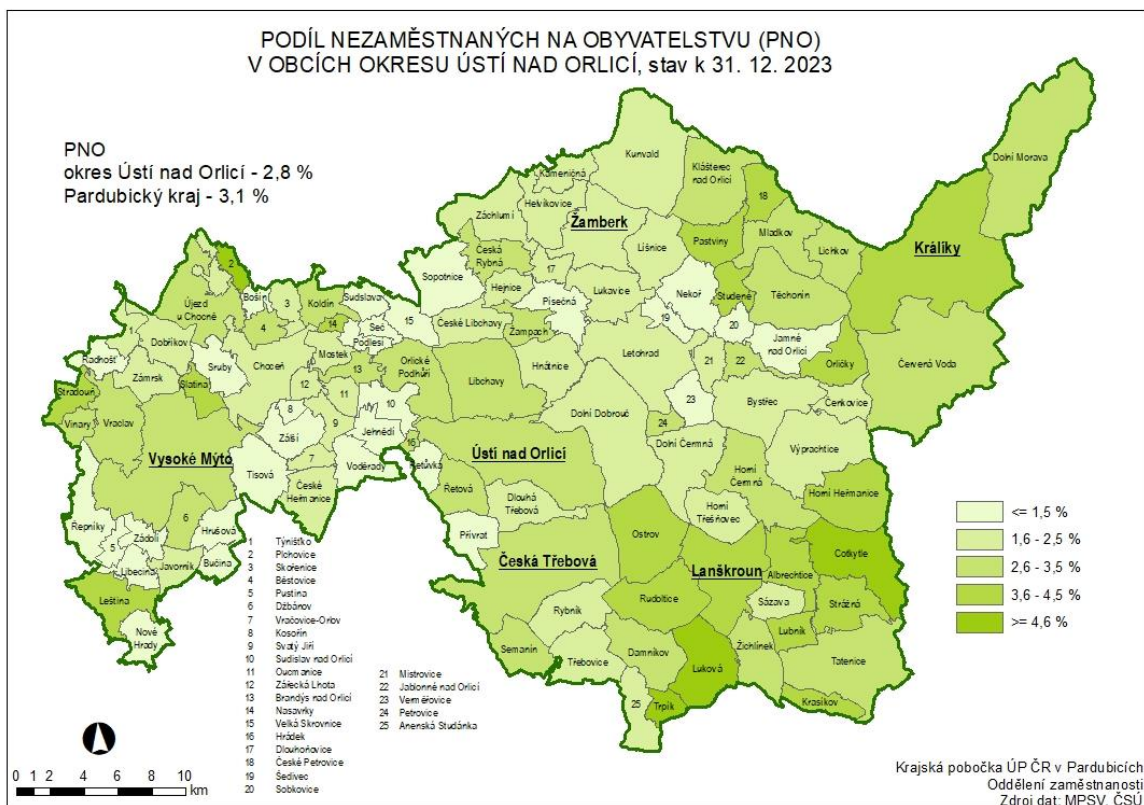 PODÍL NEZAMĚSTNANÝCH NA OBYVATELSTVU (PNO)
V OBCÍCH OKRESU ÚSTÍ NAD ORLICÍ, stav k 31. 12. 2023
PNO
okres Ústí nad Orlicí - 2,8 %
Pardubický kraj - 3,1 %
Dolní Morava
Kunvald
Klášterec
nad Orlicí
Kameničná
Helvíkovice
Záchlumí
Žamberk
18
Mladkov
Lichkov
Králíky
Líšnice
Pastviny
Česká
Rybná
Sopotnice
17
Hejnice
Písečná
Lukavice
Nekoř
Studené
Těchonín
19
20
Jamné
nad Orlicí
Červená Voda
2
Bošín
3
Koldín
Sudslava
15
Újezd
u Chocně
4
14
Seč
Podlesí
České Libchavy
Žampach
1
Dobříkov
Radhošť
Sruby
Choceň
Mostek
13
Orlické
Podhůří
Libchavy
Hnátnice
Letohrad
21
22
Orličky
Zámrsk
Slatina
12
11
10
Stradouň
Vinary
Vraclav
8
9
Zálší
Jehnědí
Dolní Dobrouč
23
Bystřec
Čenkovice
24
Dolní Čermná
Výprachtice
Vysoké Mýto
Tisová
7
Voděrady
16
Řetůvka
Ústí nad Orlicí
České
Heřmanice
Řetová
Dlouhá
Třebová
Horní
Čermná
Horní Heřmanice
Horní
Třešňovec
Řepníky
6
Hrušová
5
Zádolí
Libecina
Javorník
Bučina
Přívrat
Ostrov
Cotkytle
Česká Třebová
Lanškroun
Albrechtice
Leština
Nové
Hrady
Rudoltice
Sázava
Strážná
Rybník
Lubník
Semanín
Třebovice
Damníkov
Luková
Žichlínek
Tatenice
25
Trpík
Krasíkov
1 Týnišťko
2 Plchovice
3 Skořenice
4 Běstovice
5 Pustina
6 Džbánov
7 Vračovice-Orlov
8 Kosořín
9 Svatý Jiří
10 Sudislav nad Orlicí
11 Oucmanice
12 Zářecká Lhota
13 Brandýs nad Orlicí
14 Nasavrky
15 Velká Skrovnice
16 Hrádek
17 Dlouhoňovice
18 České Petrovice
19 Šedivec
20 Sobkovice
21 Mistrovice
22 Jablonné nad Orlicí
23 Verměřovice
24 Petrovice
25 Anenská Studánka
<= 1,5 %
1,6 - 2,5 %
2,6 - 3,5 %
3,6 - 4,5 %
>= 4,6 %
0 1 2 4 6 8 10
km
Krajská pobočka ÚP ČR v Pardubicích
Oddělení zaměstnanosti
Zdroj dat: MPSV, ČSÚ